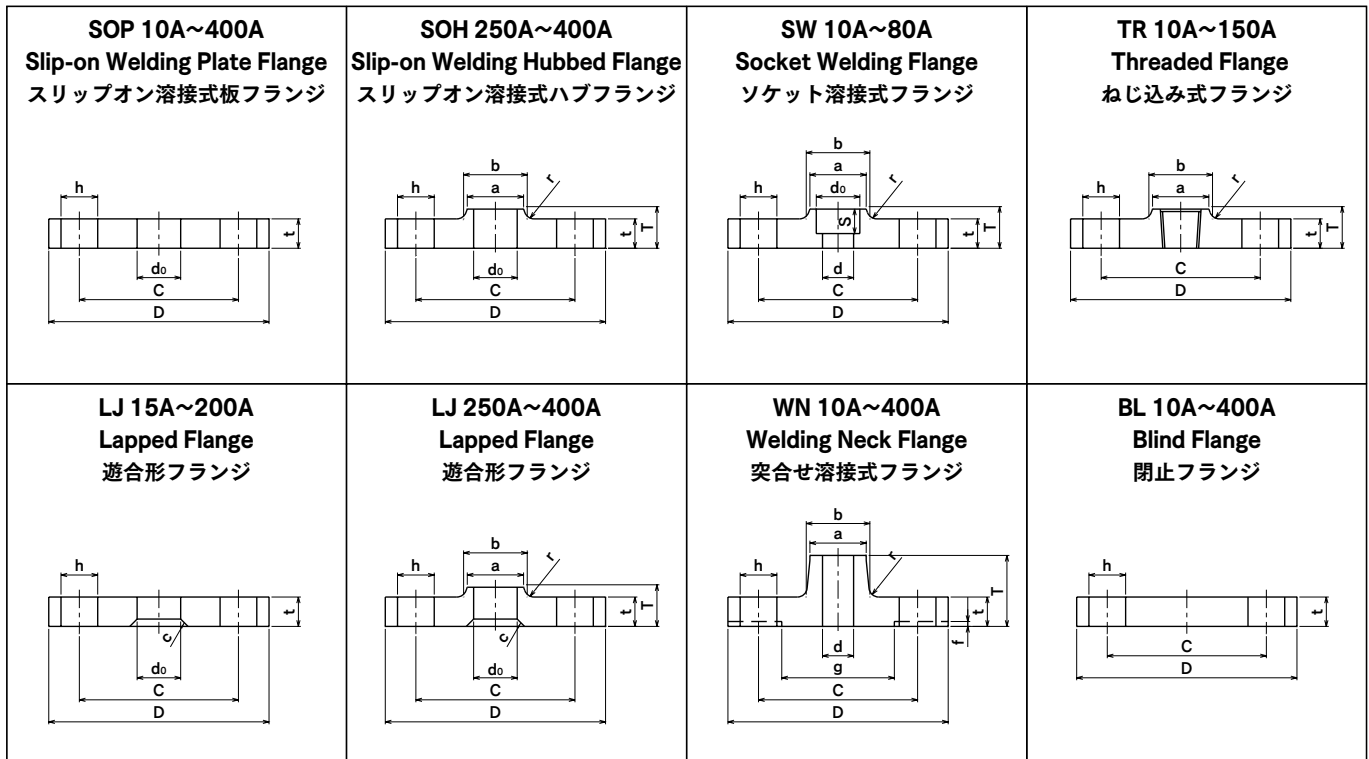 SOP 10A~400A
Slip-on Welding Plate Flange
スリップオン溶接式板フランジ
h
t
d₀
C
D
SOH 250A~400A
Slip-on Welding Hubbed Flange
スリップオン溶接式ハブフランジ
b
a
r
h
t
T
d₀
C
D
SW 10A~80A
Socket Welding Flange
ソケット溶接式フランジ
b
a
r
h
d₀
S
t
T
d
C
D
TR 10A~150A
Threaded Flange
ねじ込み式フランジ
b
a
r
h
t
T
C
D
LJ 15A~200A
Lapped Flange
遊合形フランジ
h
t
c
d₀
C
D
LJ 250A~400A
Lapped Flange
遊合形フランジ
b
a
r
h
t
T
c
d₀
C
D
WN 10A~400A
Welding Neck Flange
突合せ溶接式フランジ
b
a
r
h
T
t
f
d
g
C
D
BL 10A~400A
Blind Flange
閉止フランジ
h
t
C
D